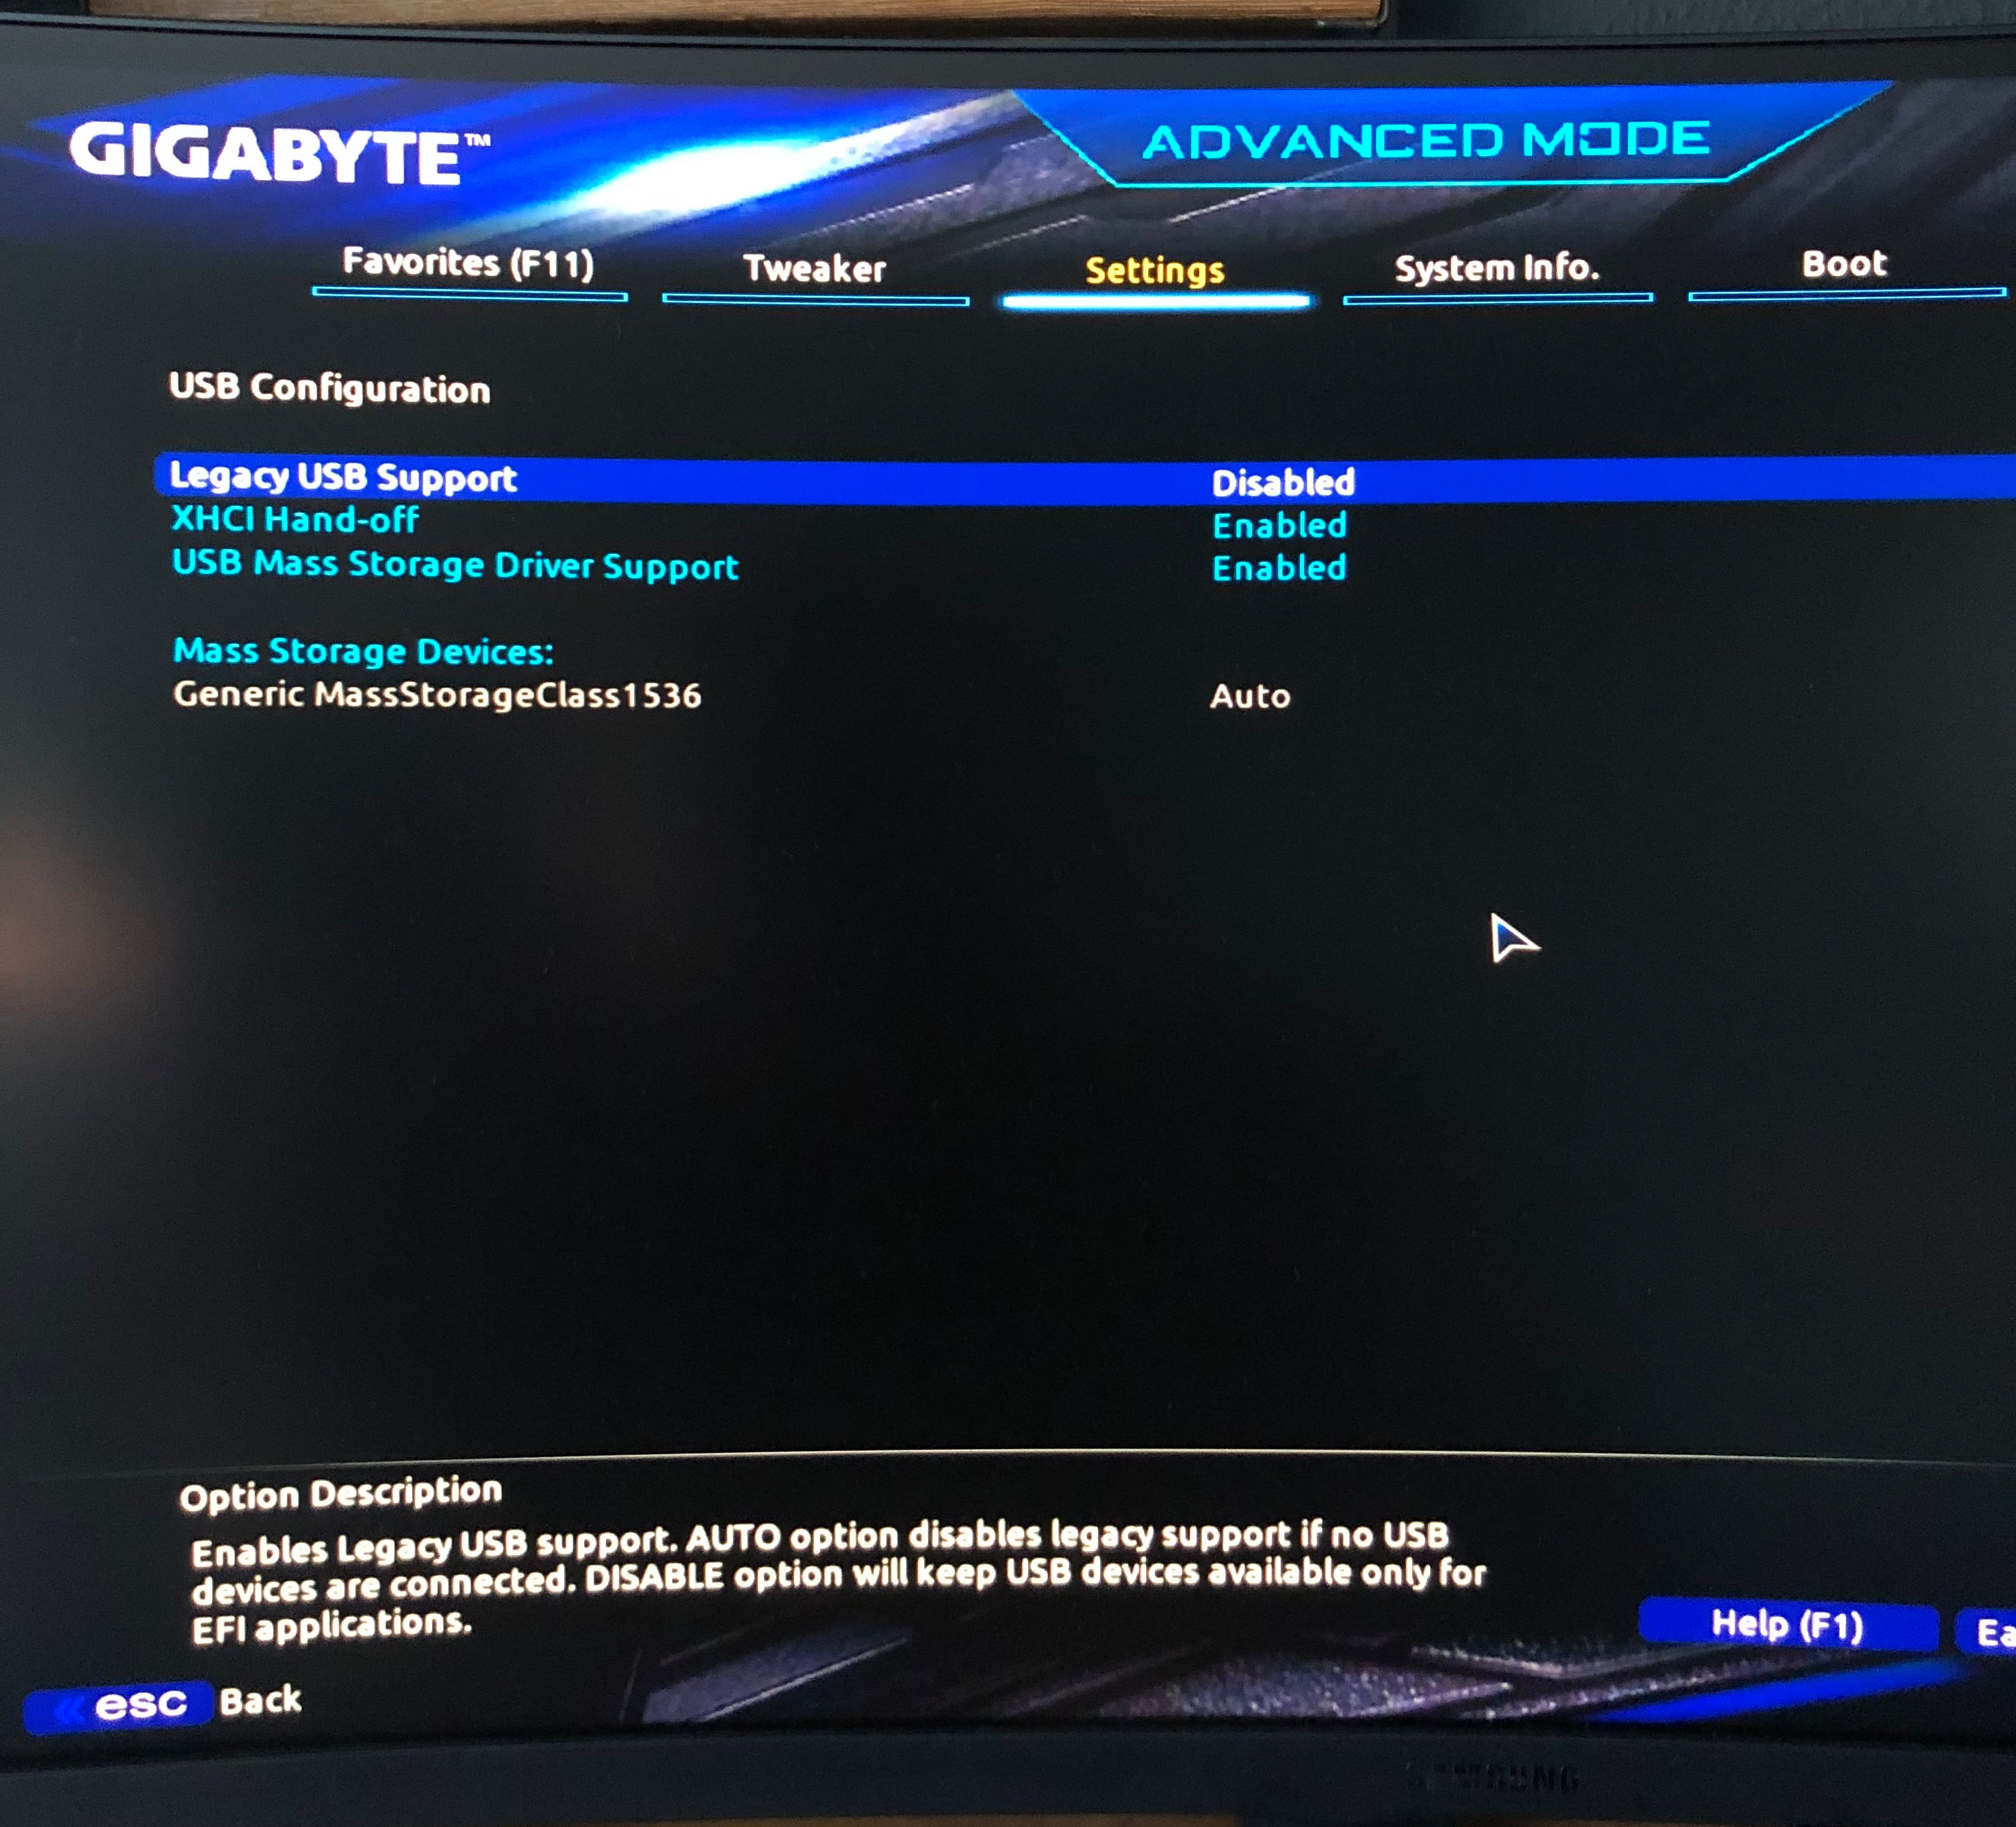 GIGABYTE™
ADVANCED MODE
Favorites (F11) Tweaker Settings System Info. Boot
USB Configuration
Legacy USB Support Disabled
XHCI Hand-off Enabled
USB Mass Storage Driver Support Enabled
Mass Storage Devices:
Generic MassStorageClass1536 Auto
Option Description
Enables Legacy USB support. AUTO option disables legacy support if no USB
devices are connected. DISABLE option will keep USB devices available only for
EFI applications.
Help (F1) Ea
esc Back
SAMSUNG